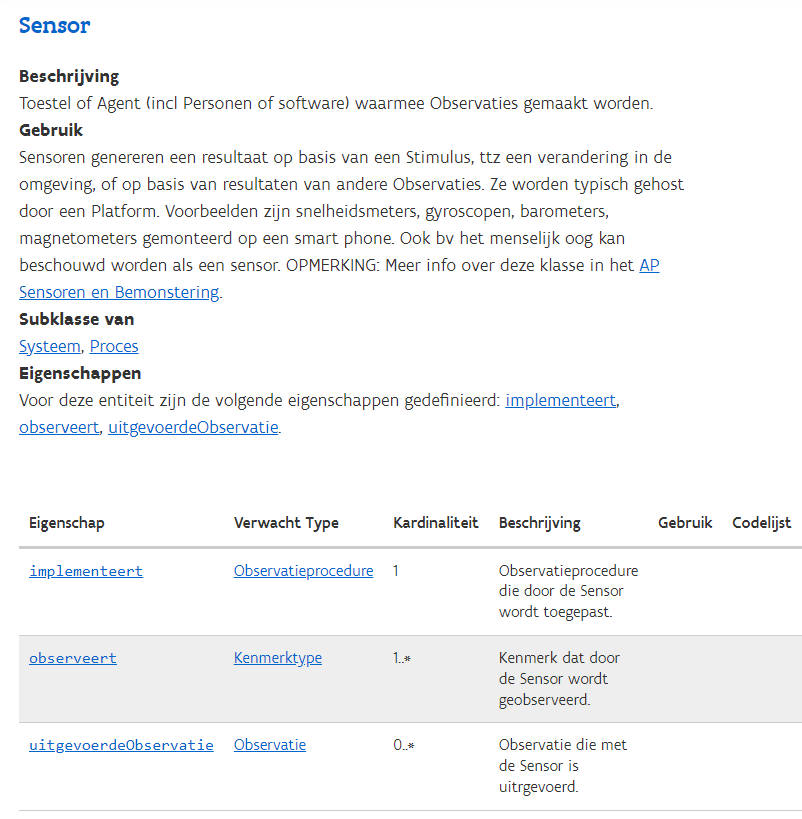 Sensor
Beschrijving
Toestel of Agent (incl Personen of software) waarmee Observaties gemaakt worden.
Gebruik
Sensoren genereren een resultaat op basis van een Stimulus, ttz een verandering in de
omgeving, of op basis van resultaten van andere Observaties. Ze worden typisch gehost
door een Platform. Voorbeelden zijn snelheidsmeters, gyroscopen, barometers,
magnetometers gemonteerd op een smart phone. Ook bv het menselijk oog kan
beschouwd worden als een sensor. OPMERKING: Meer info over deze klasse in het AP
Sensoren en Bemonstering.
Subklasse van
Systeem, Proces
Eigenschappen
Voor deze entiteit zijn de volgende eigenschappen gedefinieerd: implementeert,
observeert, uitgevoerdeObservatie.
Eigenschap Verwacht Type Kardinaliteit Beschrijving Gebruik Codelijst
implementeert Observatieprocedure 1 Observatieprocedure
die door de Sensor
wordt toegepast.
observeert Kenmerktype 1..* Kenmerk dat door
de Sensor wordt
geobserveerd.
uitgevoerdeObservatie Observatie 0..* Observatie die met
de Sensor is
uitrgevoerd.